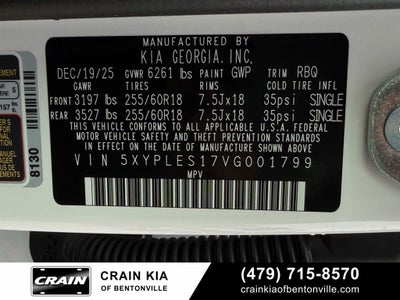 MANUFACTURED BY
KIA GEORGIA, INC.
DEC/19/25 GVWR 6261 lbs PAINT GWP TRIM RBQ
GAWR TIRES RIMS COLD TIRE INFL
FRONT 3197 lbs 255/60R18 7.5Jx18 35psi SINGLE
REAR 3527 lbs 255/60R18 7.5Jx18 35psi SINGLE
THIS VEHICLE CONFORMS TO ALL APPLICABLE U.S.A. FEDERAL MOTOR
VEHICLE SAFETY, BUMPER, AND THEFT PREVENTION STANDARDS
IN EFFECT ON THE DATE OF MANUFACTURE SHOWN ABOVE.
VIN 5XYPLES17VG001799
MPV
8130
CRAIN
CRAIN KIA
OF BENTONVILLE
(479) 715-8570
crainkiaofbentonville.com